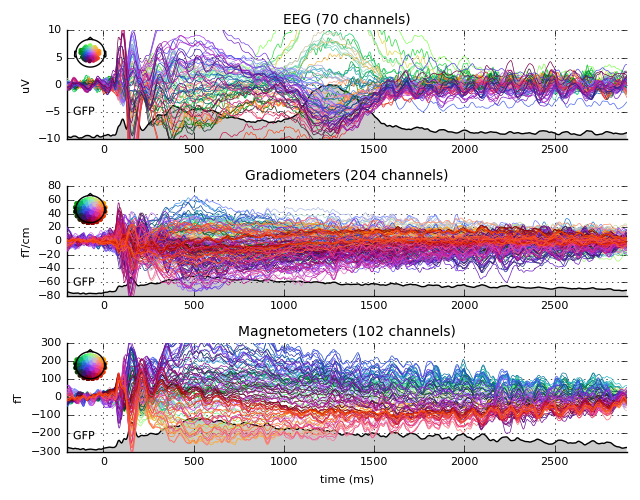 EEG (70 channels)
10
5
0
−5
−10
uV
GFP
0 500 1000 1500 2000 2500
Gradiometers (204 channels)
80
60
40
20
0
−20
−40
−60
−80
fT/cm
GFP
0 500 1000 1500 2000 2500
Magnetometers (102 channels)
300
200
100
0
−100
−200
−300
fT
GFP
0 500 1000 1500 2000 2500
time (ms)